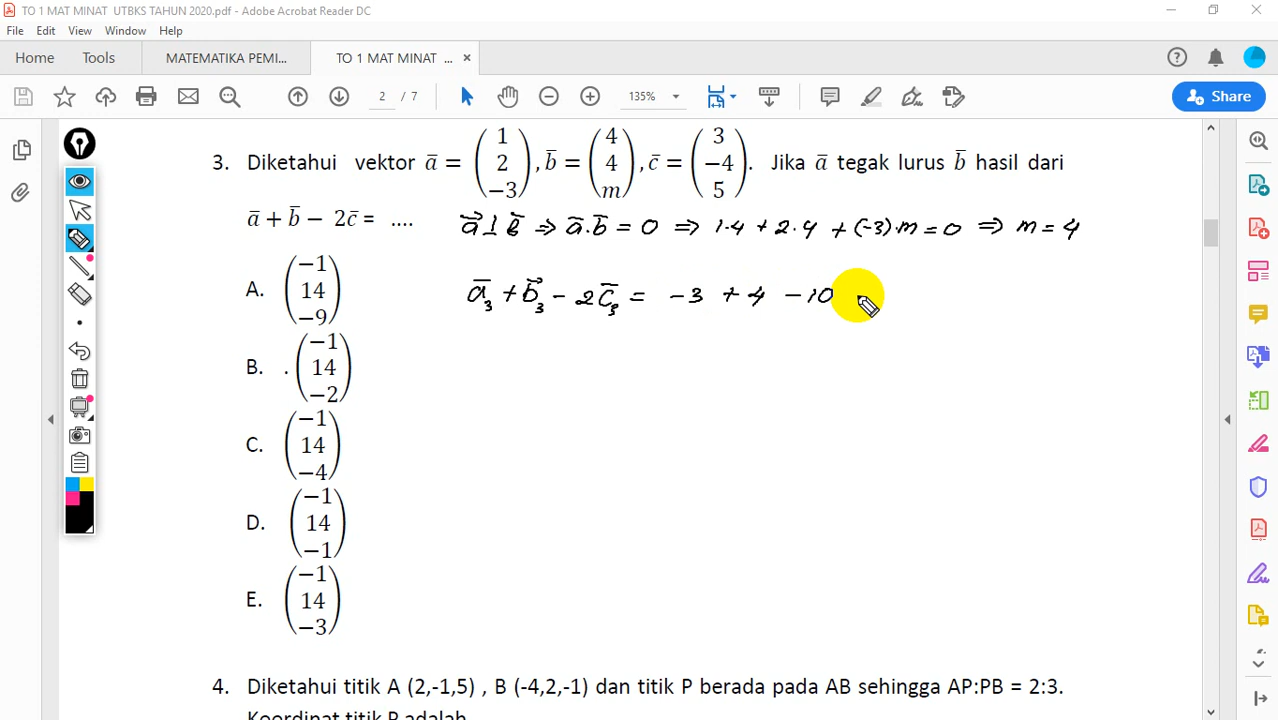 TO 1 MAT MINAT UTBKS TAHUN 2020.pdf - Adobe Acrobat Reader DC
File Edit View Window Help
Home Tools MATEMATIKA PEMI... TO 1 MAT MINAT ... ×
2 / 7 135% Share
3. Diketahui vektor a̅ = (1 2 −3), b̅ = (4 4 m), c̅ = (3 −4 5). Jika a̅ tegak lurus b̅ hasil dari
a̅ + b̅ − 2c̅ = ....
a⃗ ⊥ b⃗ ⇒ a̅ . b̅ = 0 ⇒ 1.4 + 2.4 + (-3).m = 0 ⇒ m = 4
a̅₃ + b⃗₃ − 2c̅₃ = −3 + 4 − 10
A. (−1 14 −9)
B. . (−1 14 −2)
C. (−1 14 −4)
D. (−1 14 −1)
E. (−1 14 −3)
4. Diketahui titik A (2,-1,5) , B (-4,2,-1) dan titik P berada pada AB sehingga AP:PB = 2:3.
Koordinat titik P adalah